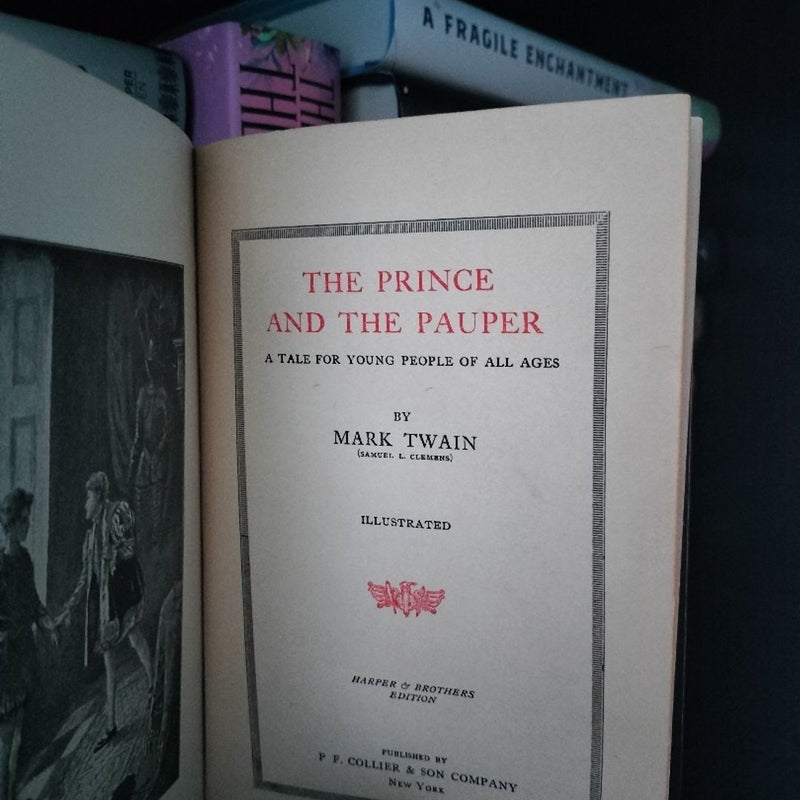 A FRAGILE ENCHANTMENT
THE PRINCE
AND THE PAUPER
A TALE FOR YOUNG PEOPLE OF ALL AGES
BY
MARK TWAIN
(SAMUEL L. CLEMENS)
ILLUSTRATED
HARPER & BROTHERS
EDITION
PUBLISHED BY
P F. COLLIER & SON COMPANY
NEW YORK